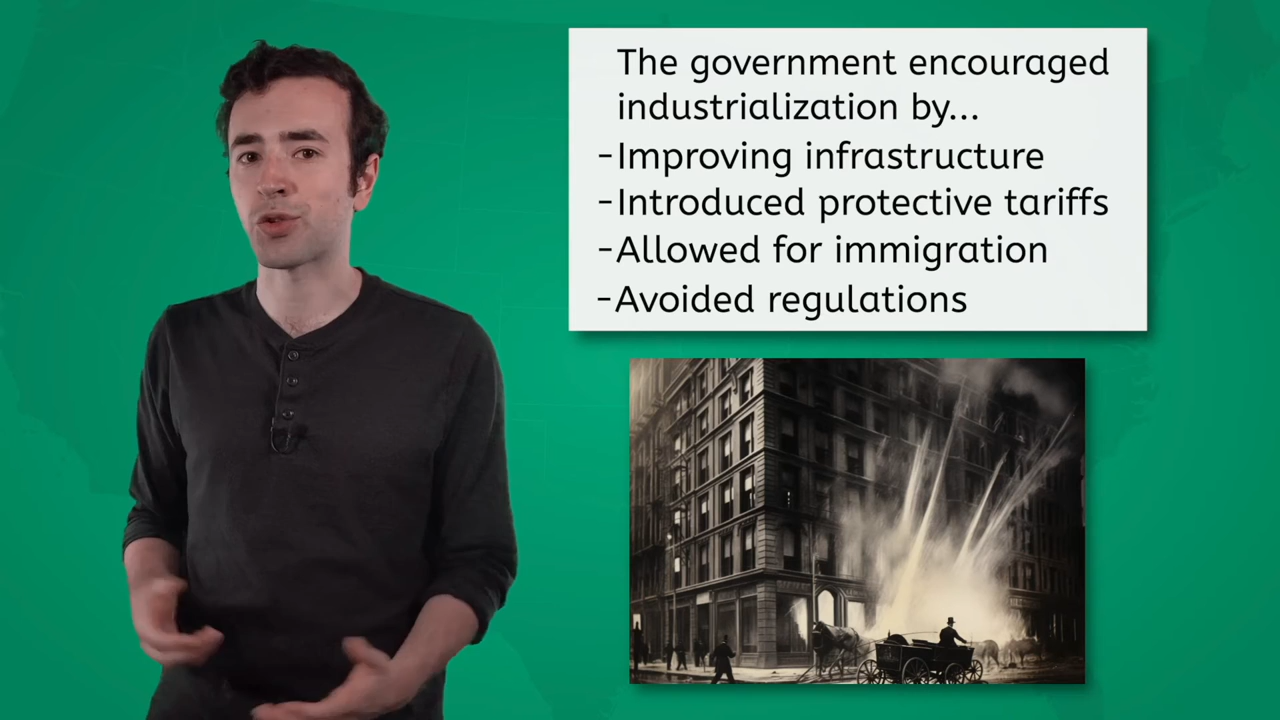 The government encouraged
industrialization by...
-Improving infrastructure
-Introduced protective tariffs
-Allowed for immigration
-Avoided regulations